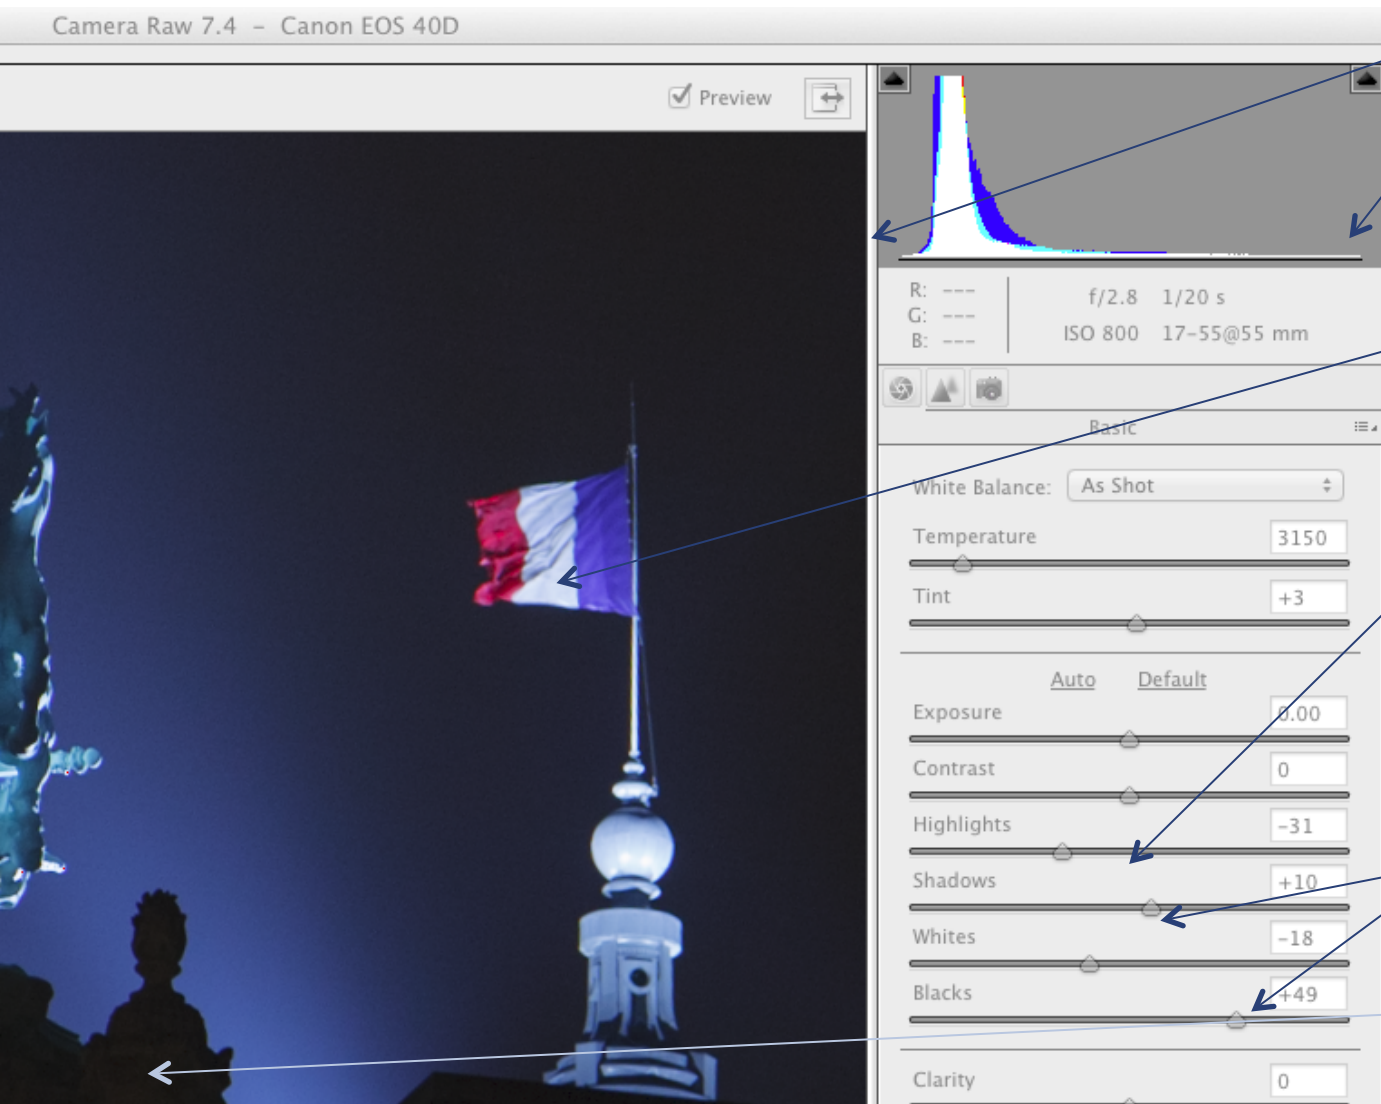 Camera Raw 7.4 – Canon EOS 40D
Preview
R: ---
G: ---
B: ---
f/2.8 1/20 s
ISO 800 17-55@55 mm
Basic
White Balance: As Shot
Temperature 3150
Tint +3
Auto Default
Exposure 0.00
Contrast 0
Highlights -31
Shadows +10
Whites -18
Blacks +49
Clarity 0